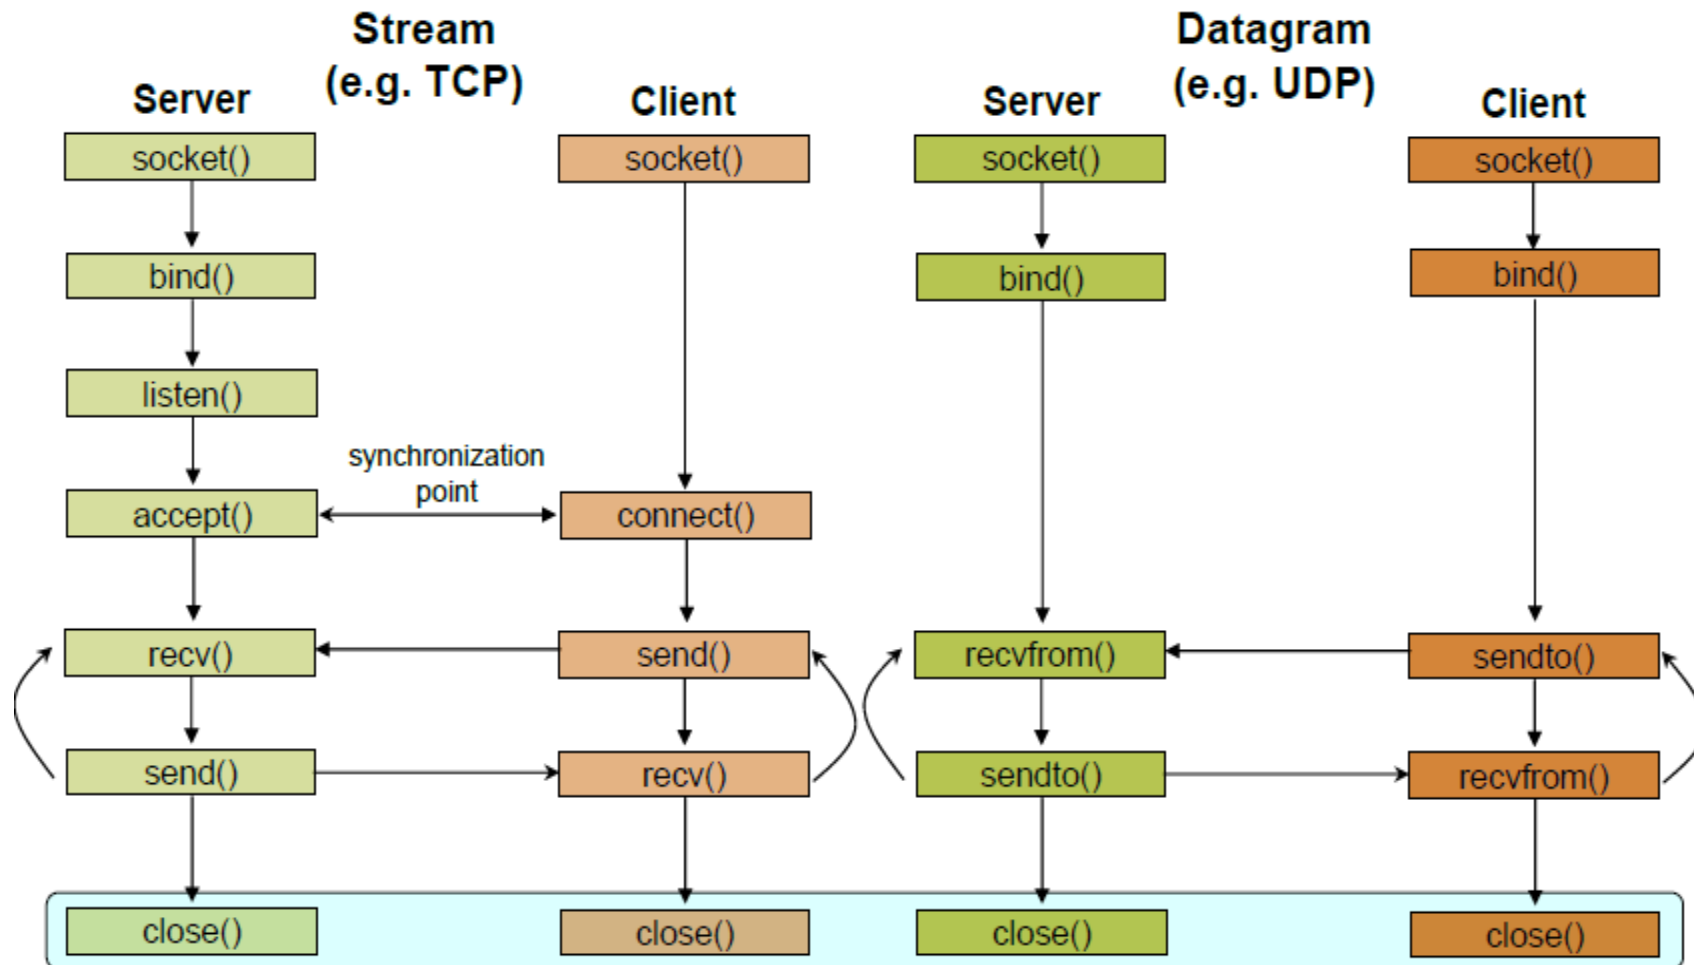 Stream
(e.g. TCP)
Datagram
(e.g. UDP)
Server
Client
Server
Client
socket()
socket()
socket()
socket()
bind()
bind()
bind()
listen()
synchronization
point
accept()
connect()
recv()
send()
recvfrom()
sendto()
send()
recv()
sendto()
recvfrom()
close()
close()
close()
close()